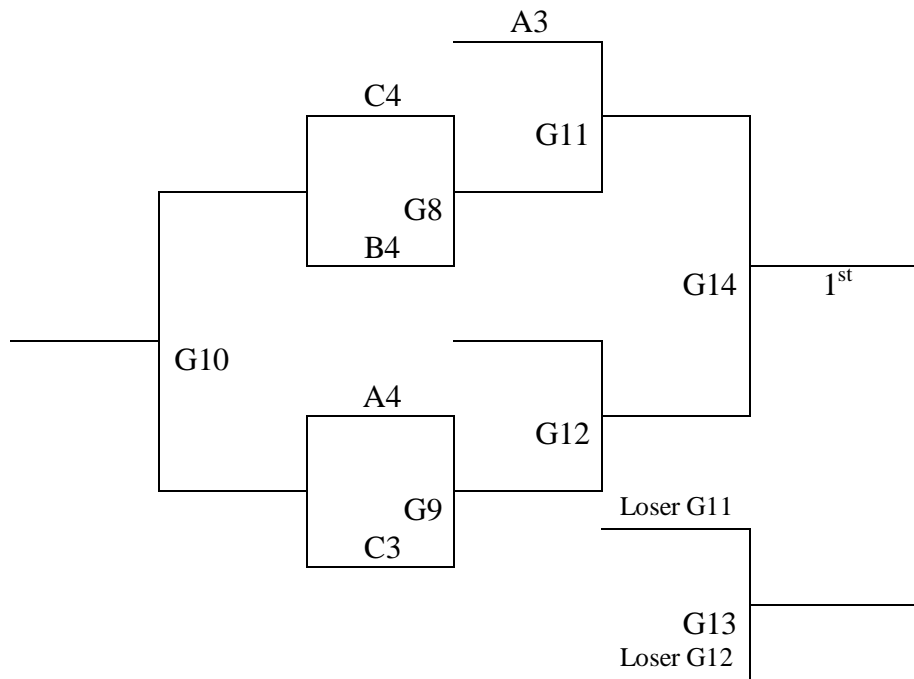 A3
C4
G11
G8
B4
G14
1st
G10
A4
G12
Loser G11
G9
C3
G13
Loser G12